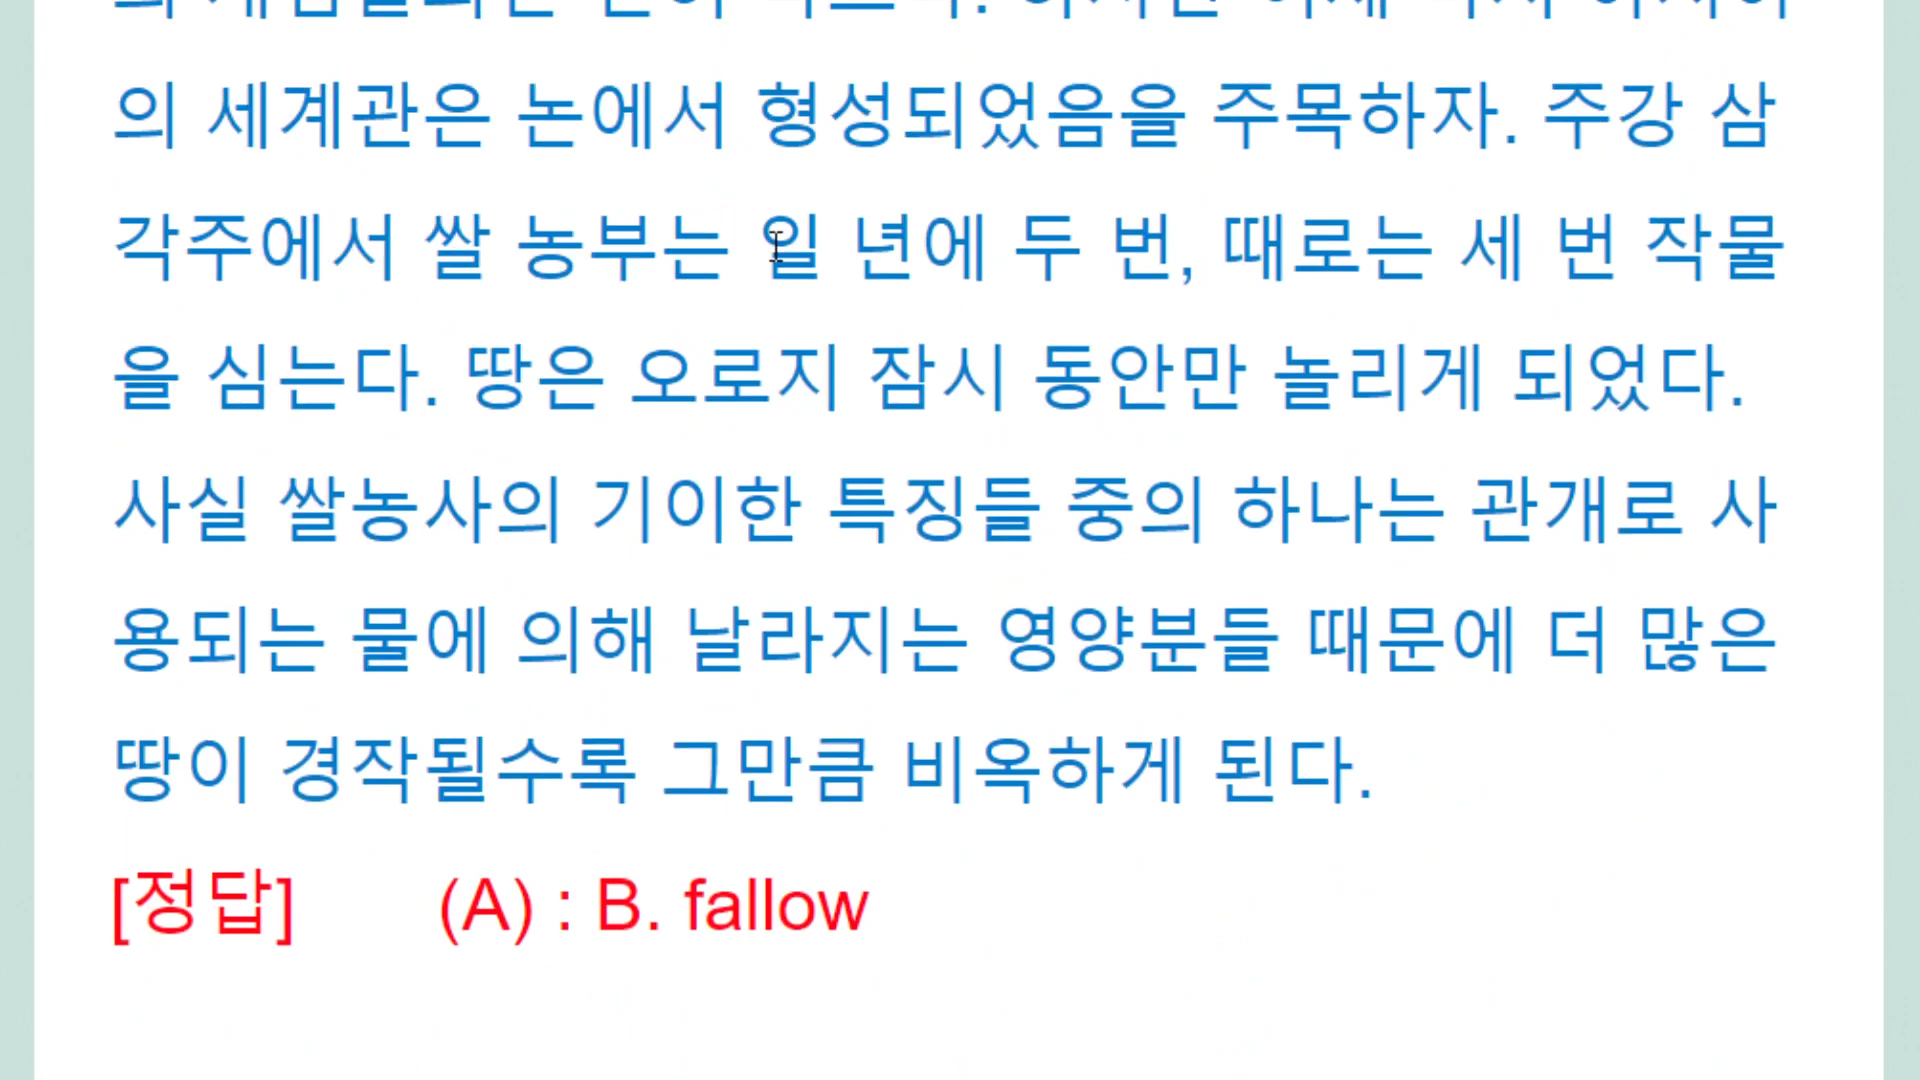 의 세계관은 논에서 형성되었음을 주목하자. 주강 삼
각주에서 쌀 농부는 일 년에 두 번, 때로는 세 번 작물
을 심는다. 땅은 오로지 잠시 동안만 놀리게 되었다.
사실 쌀농사의 기이한 특징들 중의 하나는 관개로 사
용되는 물에 의해 날라지는 영양분들 때문에 더 많은
땅이 경작될수록 그만큼 비옥하게 된다.
[정답] (A) : B. fallow